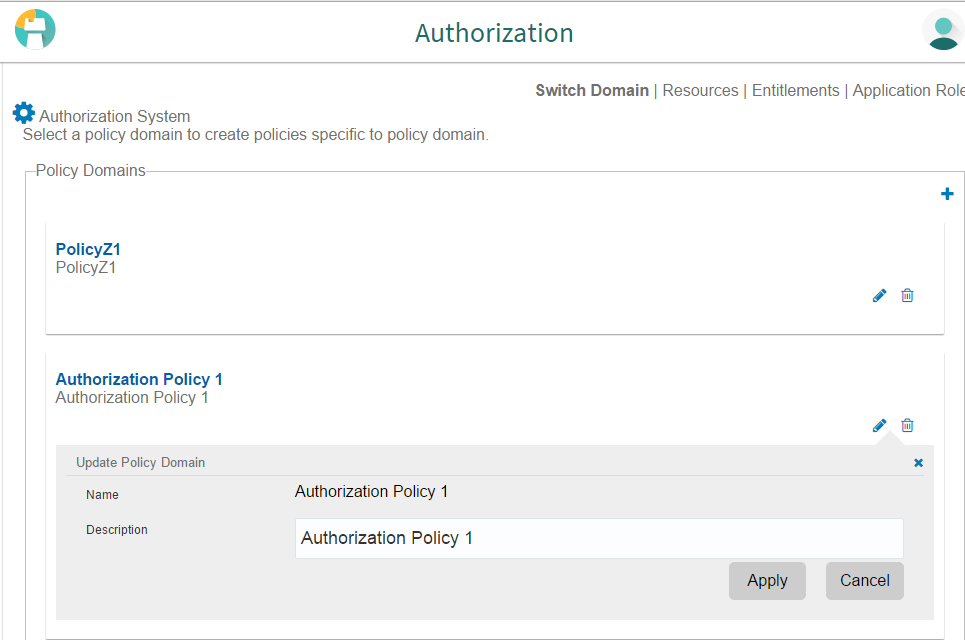 Authorization
Switch Domain | Resources | Entitlements | Application Role
Authorization System
Select a policy domain to create policies specific to policy domain.
Policy Domains
PolicyZ1
PolicyZ1
Authorization Policy 1
Authorization Policy 1
Update Policy Domain
Name
Authorization Policy 1
Description
Authorization Policy 1
Apply Cancel